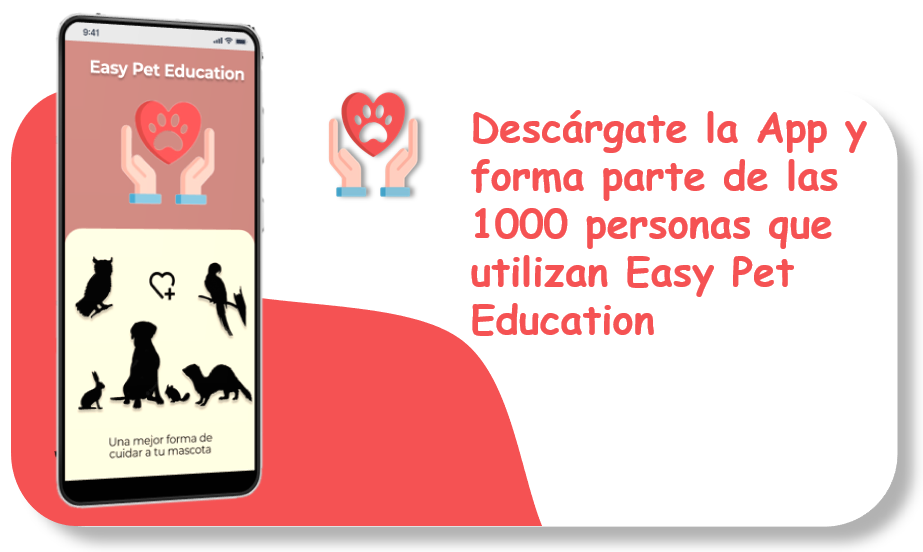 9:41
Easy Pet Education
Una mejor forma de
cuidar a tu mascota
Descárgate la App y
forma parte de las
1000 personas que
utilizan Easy Pet
Education